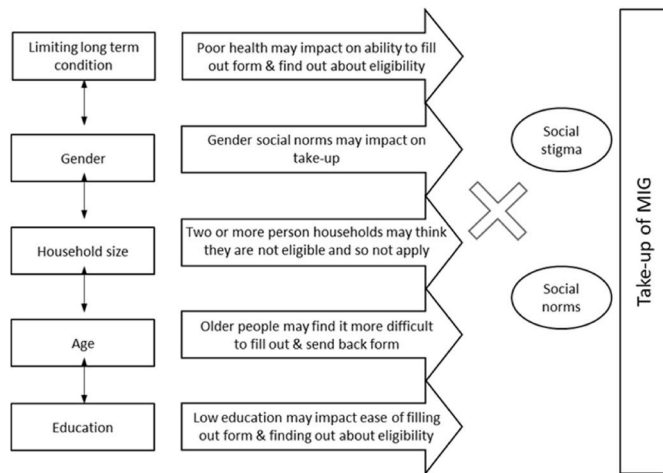 Limiting long term
condition
Poor health may impact on ability to fill
out form & find out about eligibility
Gender
Gender social norms may impact on
take-up
Household size
Two or more person households may think
they are not eligible and so not apply
Age
Older people may find it more difficult
to fill out & send back form
Education
Low education may impact ease of filling
out form & finding out about eligibility
Social
stigma
Social
norms
Take-up of MIG